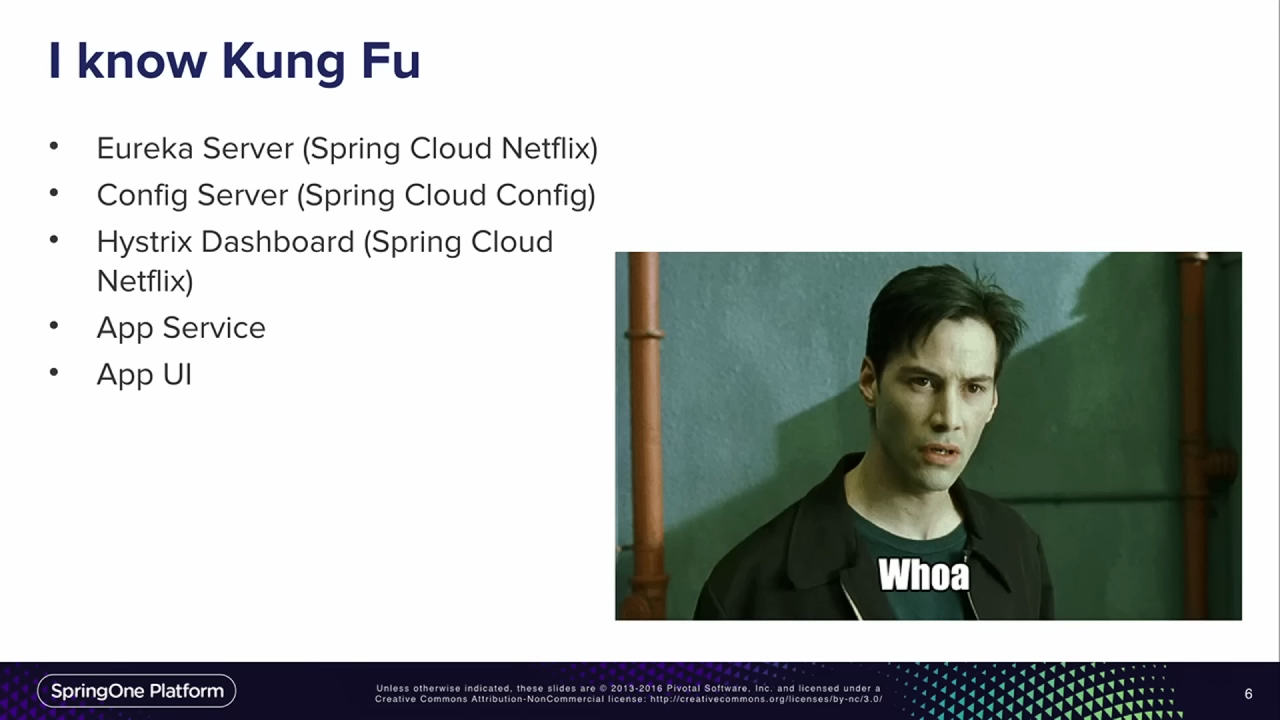 I know Kung Fu
• Eureka Server (Spring Cloud Netflix)
• Config Server (Spring Cloud Config)
• Hystrix Dashboard (Spring Cloud
Netflix)
• App Service
• App UI
Whoa
SpringOne Platform
Unless otherwise indicated, these slides are © 2013-2016 Pivotal Software, Inc. and licensed under a
Creative Commons Attribution-NonCommercial license: http://creativecommons.org/licenses/by-nc/3.0/
6